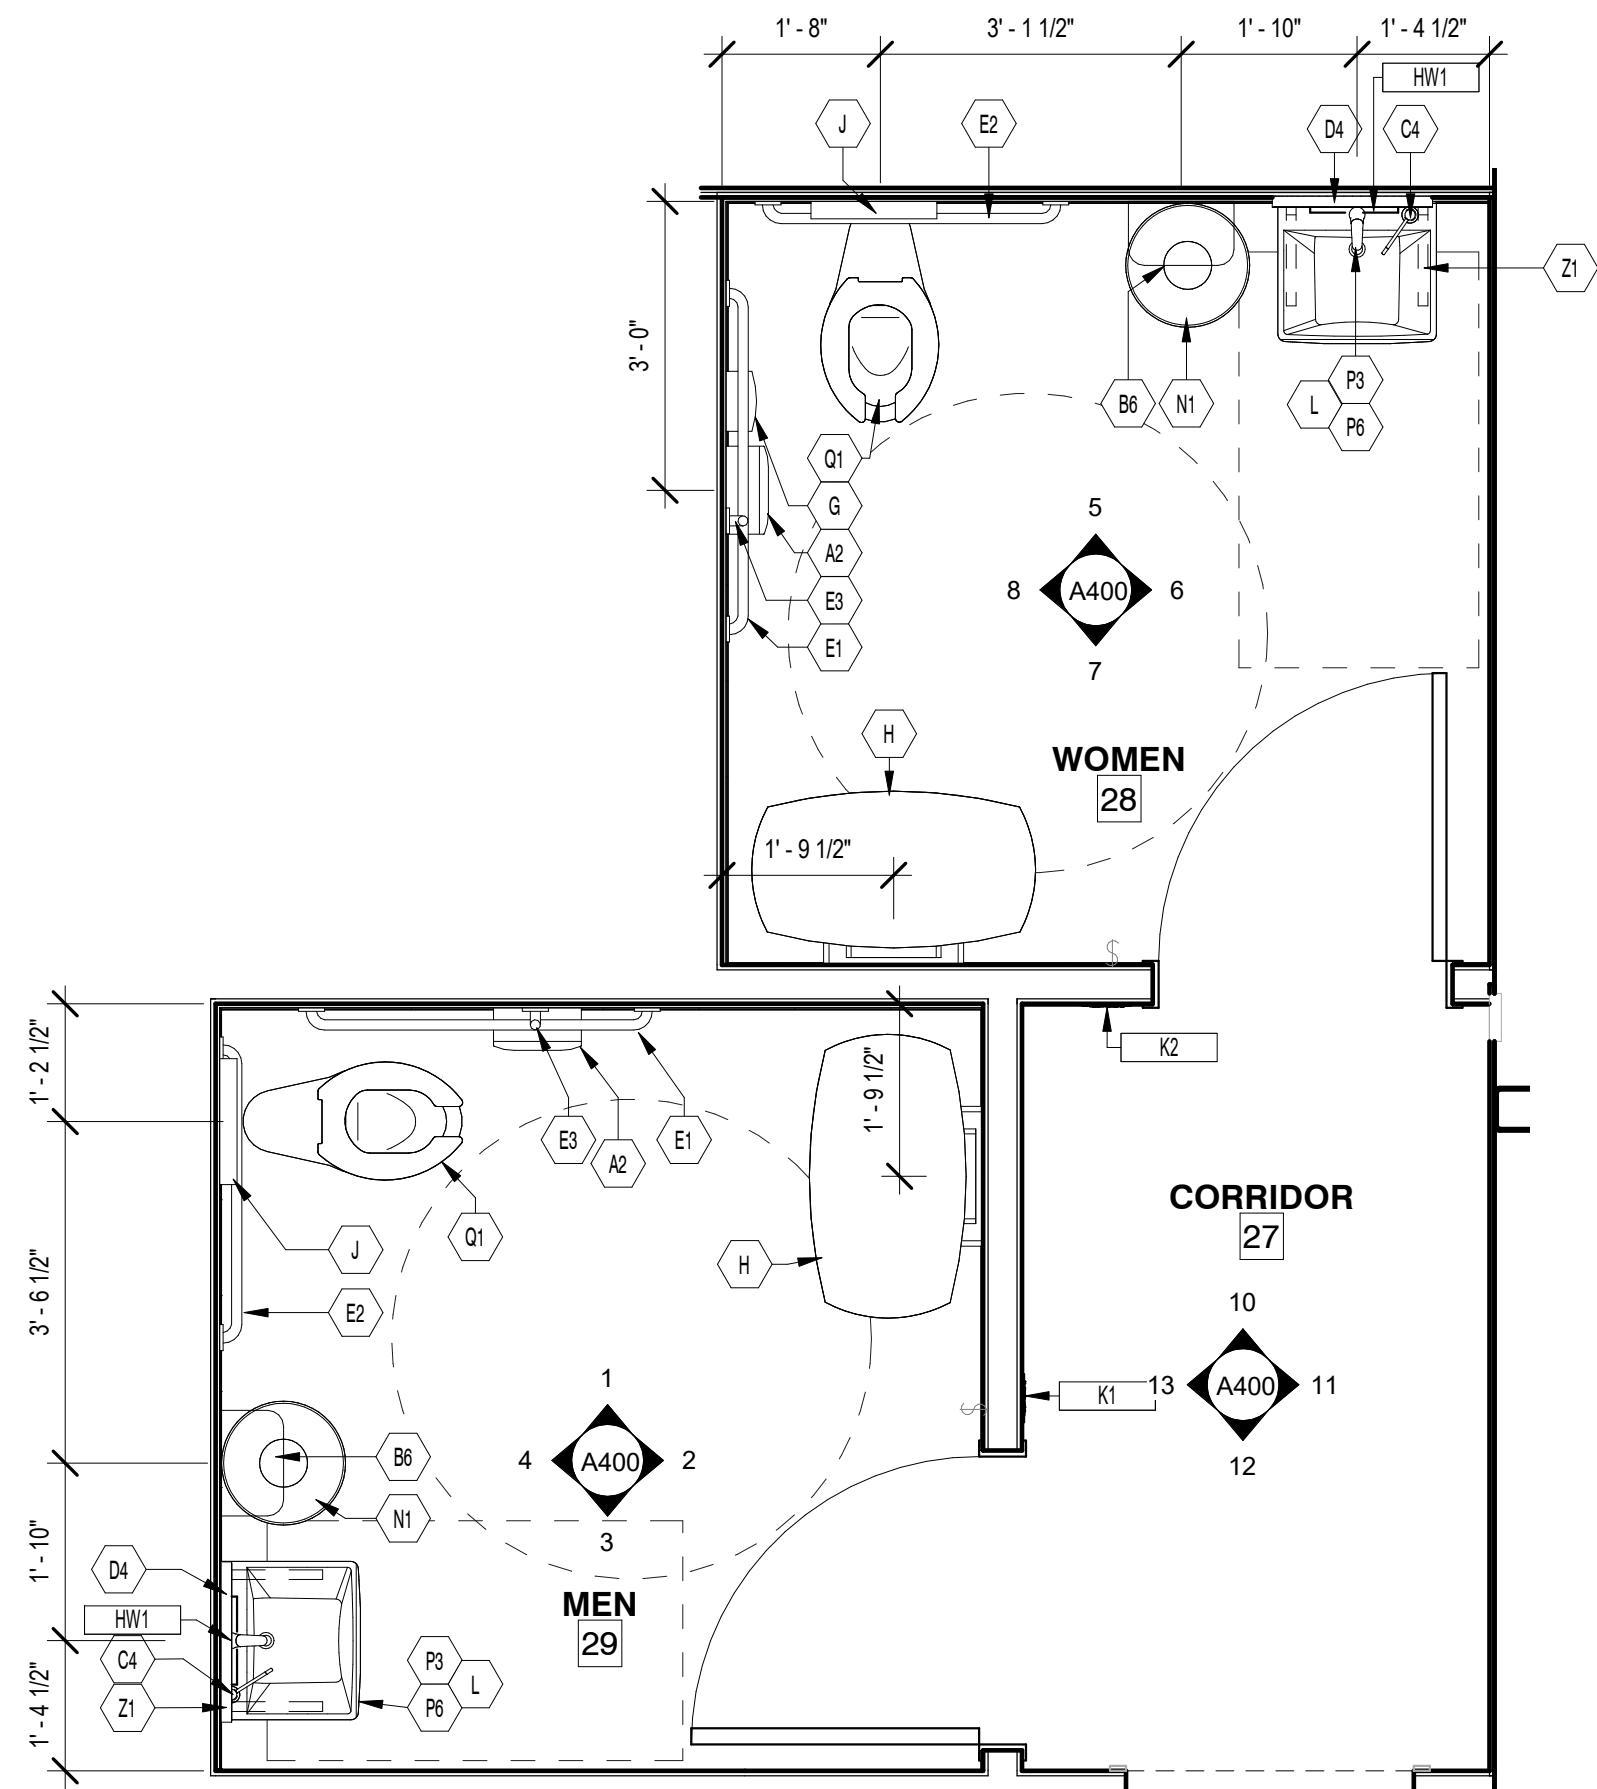 1' - 8"
3' - 1 1/2"
1' - 10"
1' - 4 1/2"
HW1
J
E2
D4
C4
Z1
3' - 0"
P3
B6
N1
L
P6
Q1
G
A2
E3
E1
5
8
A400
6
7
H
WOMEN
28
1' - 9 1/2"
$
K2
1' - 2 1/2"
1' - 9 1/2"
E3
A2
E1
Q1
J
H
E2
CORRIDOR
27
10
13
A400
11
12
K1
$
3' - 6 1/2"
1
4
A400
2
3
B6
N1
1' - 10"
D4
HW1
C4
Z1
MEN
29
P3
L
P6
1' - 4 1/2"